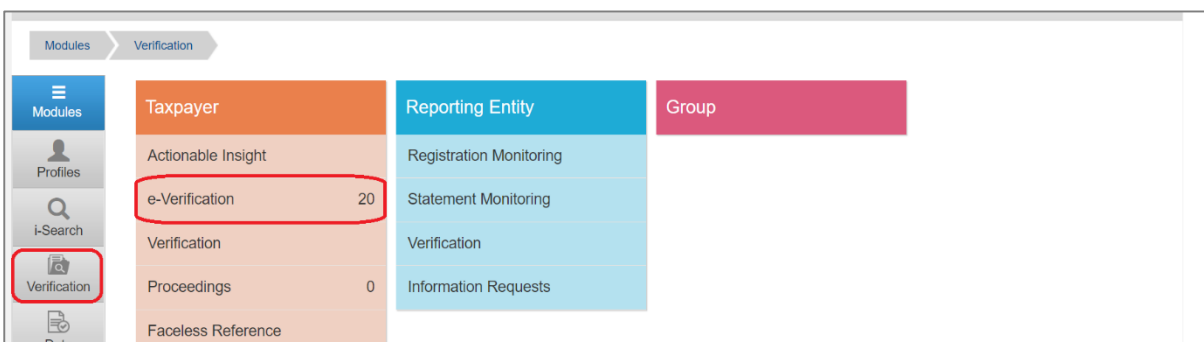 Modules
Verification
Modules
Profiles
i-Search
Verification
Taxpayer
Actionable Insight
e-Verification 20
Verification
Proceedings 0
Faceless Reference
Reporting Entity
Registration Monitoring
Statement Monitoring
Verification
Information Requests
Group